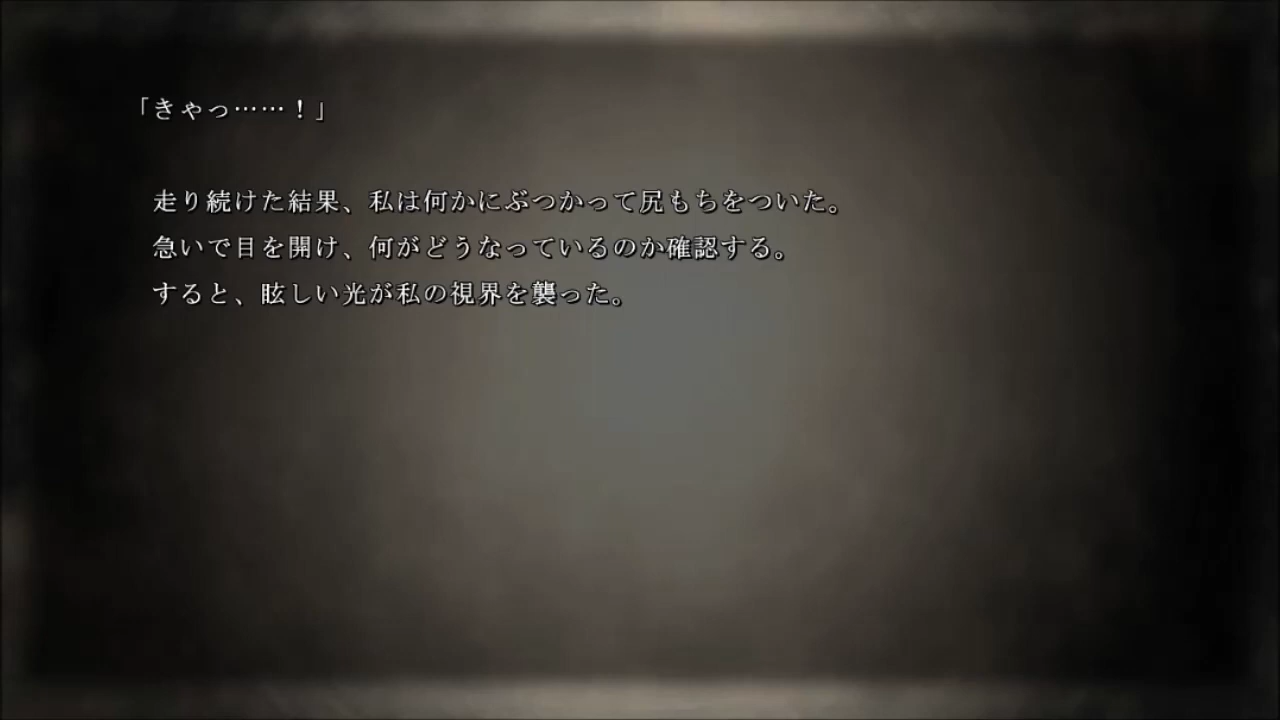 「きゃっ……！」
走り続けた結果、私は何かにぶつかって尻もちをついた。
急いで目を開け、何がどうなっているのか確認する。
すると、眩しい光が私の視界を襲った。